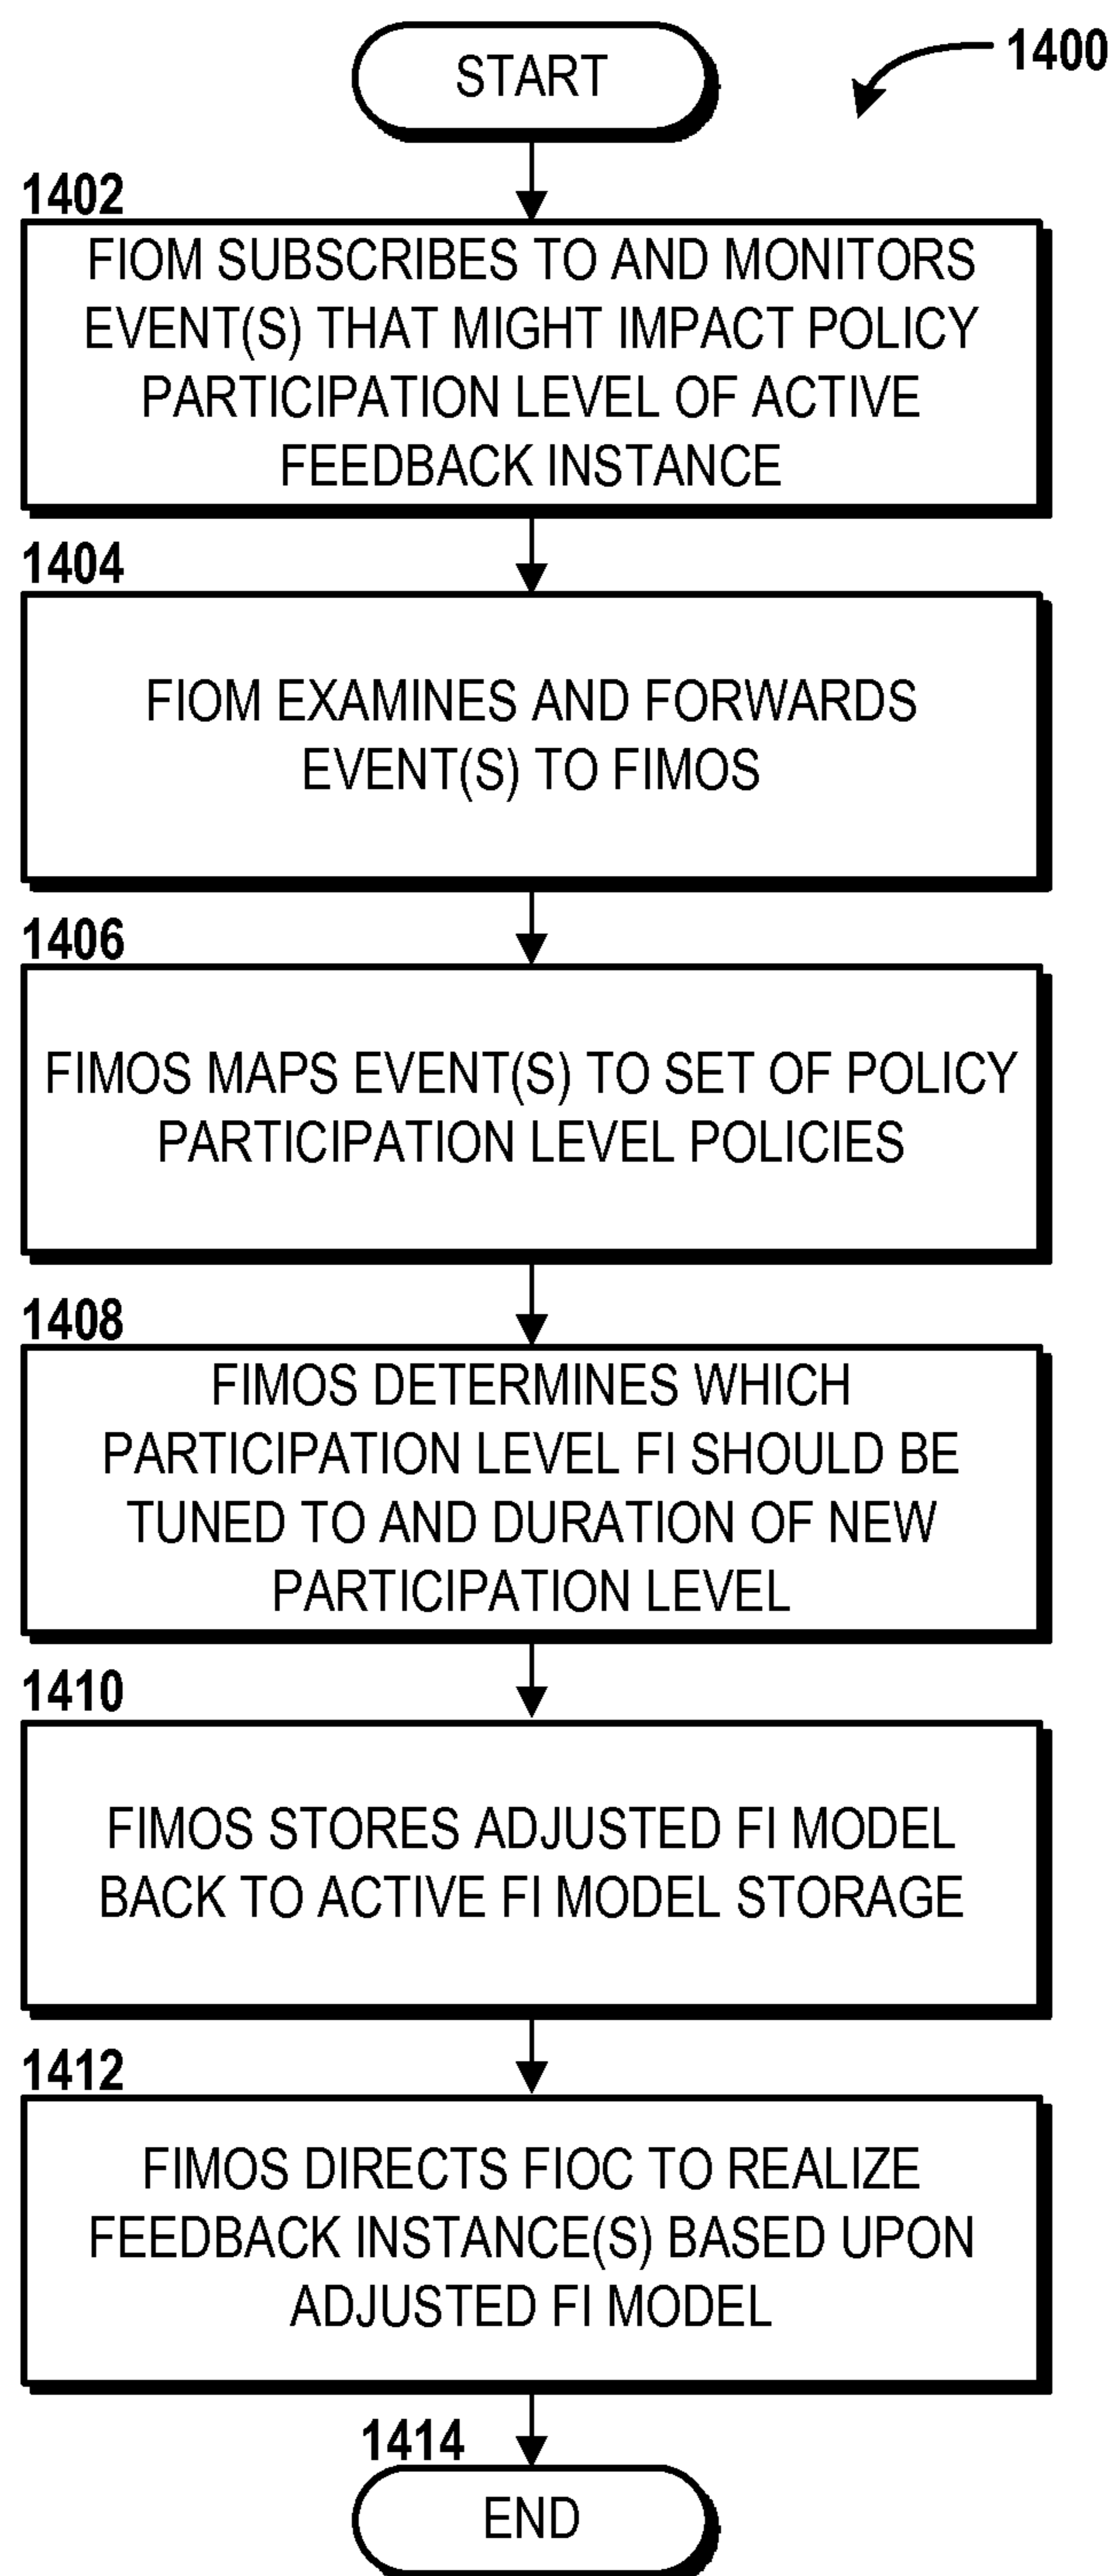 START
1400
1402
FIOM SUBSCRIBES TO AND MONITORS
EVENT(S) THAT MIGHT IMPACT POLICY
PARTICIPATION LEVEL OF ACTIVE
FEEDBACK INSTANCE
1404
FIOM EXAMINES AND FORWARDS
EVENT(S) TO FIMOS
1406
FIMOS MAPS EVENT(S) TO SET OF POLICY
PARTICIPATION LEVEL POLICIES
1408
FIMOS DETERMINES WHICH
PARTICIPATION LEVEL FI SHOULD BE
TUNED TO AND DURATION OF NEW
PARTICIPATION LEVEL
1410
FIMOS STORES ADJUSTED FI MODEL
BACK TO ACTIVE FI MODEL STORAGE
1412
FIMOS DIRECTS FIOC TO REALIZE
FEEDBACK INSTANCE(S) BASED UPON
ADJUSTED FI MODEL
1414
END